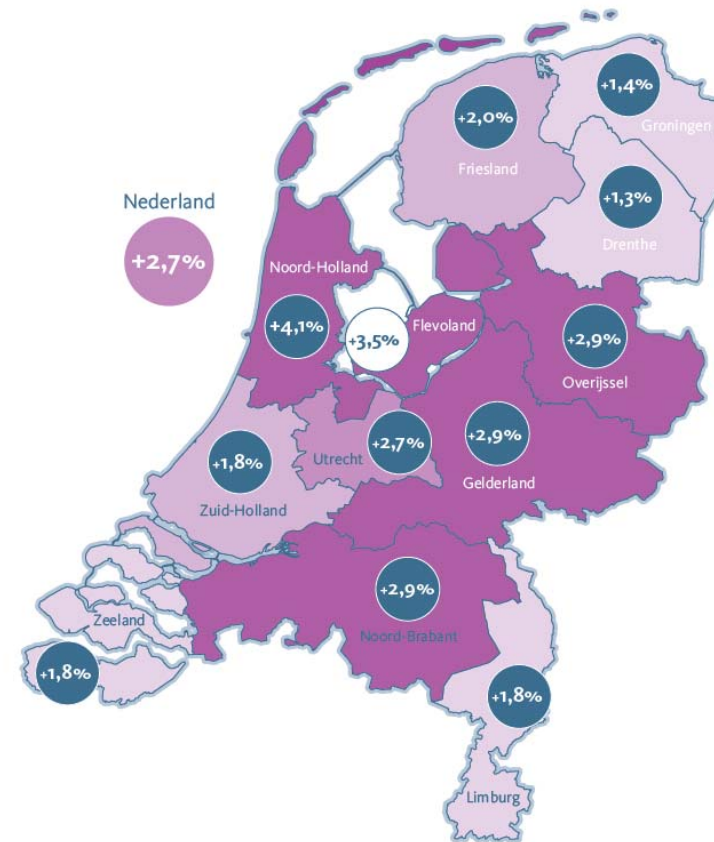 +1,4%
Groningen
+2,0%
Friesland
+1,3%
Drenthe
Nederland
+2,7%
Noord-Holland
+4,1%
Flevoland
+3,5%
+2,9%
Overijssel
Utrecht
+2,7%
+2,9%
Gelderland
+1,8%
Zuid-Holland
+2,9%
Noord-Brabant
Zeeland
+1,8%
+1,8%
Limburg